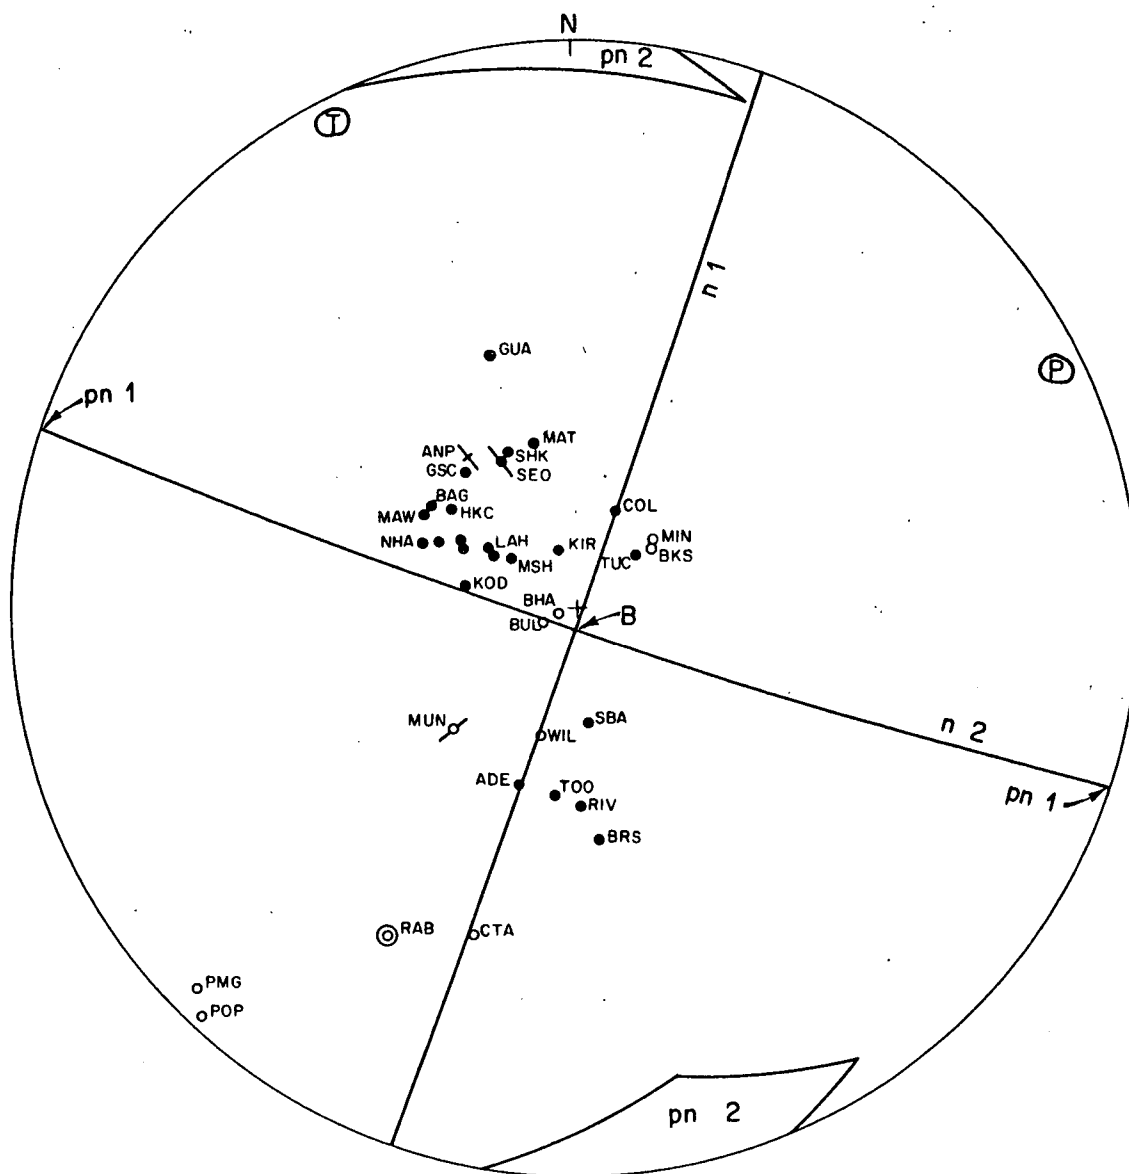 N
pn 2
T
n 1
P
GUA
pn 1
MAT
ANP
SHK
GSC
SEO
BAG
COL
MAW
HKC
MIN
NHA
LAH
KIR
BKS
MSH
TUC
KOD
BHA
B
BUL
MUN
SBA
WIL
n 2
ADE
TOO
pn 1
RIV
BRS
RAB
CTA
PMG
POP
pn 2